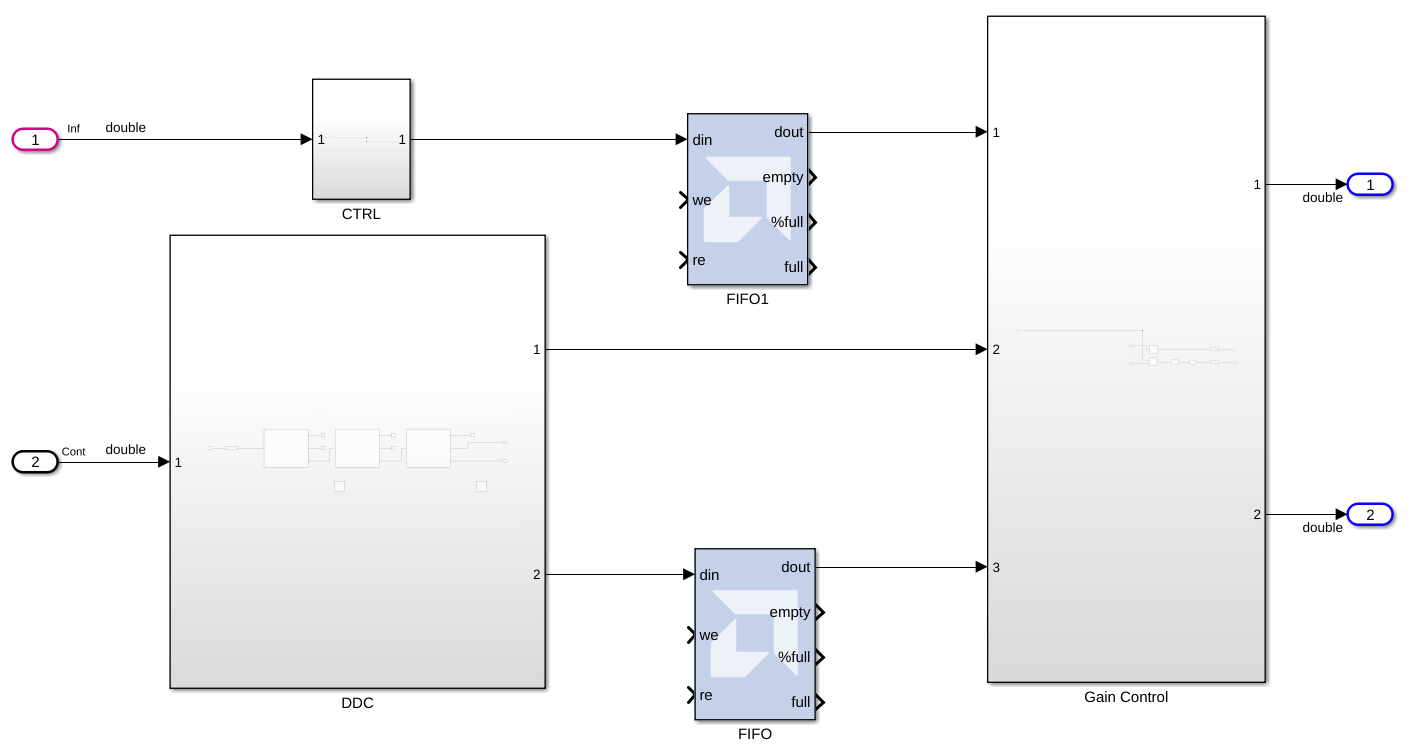 1
Inf
double
1
1
CTRL
din
we
re
dout
empty
%full
full
FIFO1
2
Cont
double
1
1
2
DDC
din
we
re
dout
empty
%full
full
FIFO
1
2
3
1
2
Gain Control
double
1
double
2